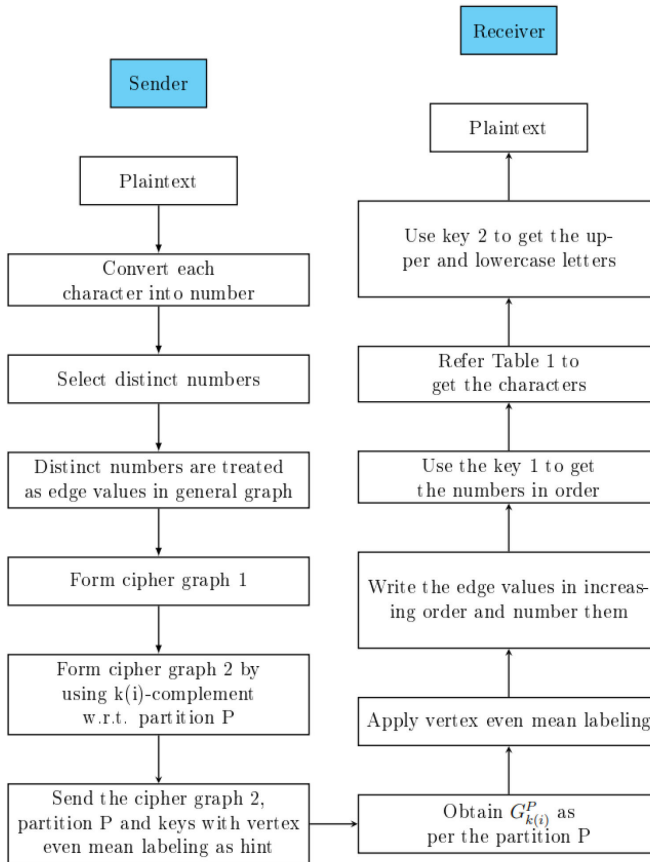 Sender
Plaintext
Convert each
character into number
Select distinct numbers
Distinct numbers are treated
as edge values in general graph
Form cipher graph 1
Form cipher graph 2 by
using k(i)-complement
w.r.t. partition P
Send the cipher graph 2,
partition P and keys with vertex
even mean labeling as hint
Receiver
Plaintext
Use key 2 to get the up-
per and lowercase letters
Refer Table 1 to
get the characters
Use the key 1 to get
the numbers in order
Write the edge values in increas-
ing order and number them
Apply vertex even mean labeling
Obtain $G^P_{k(i)}$ as
per the partition P